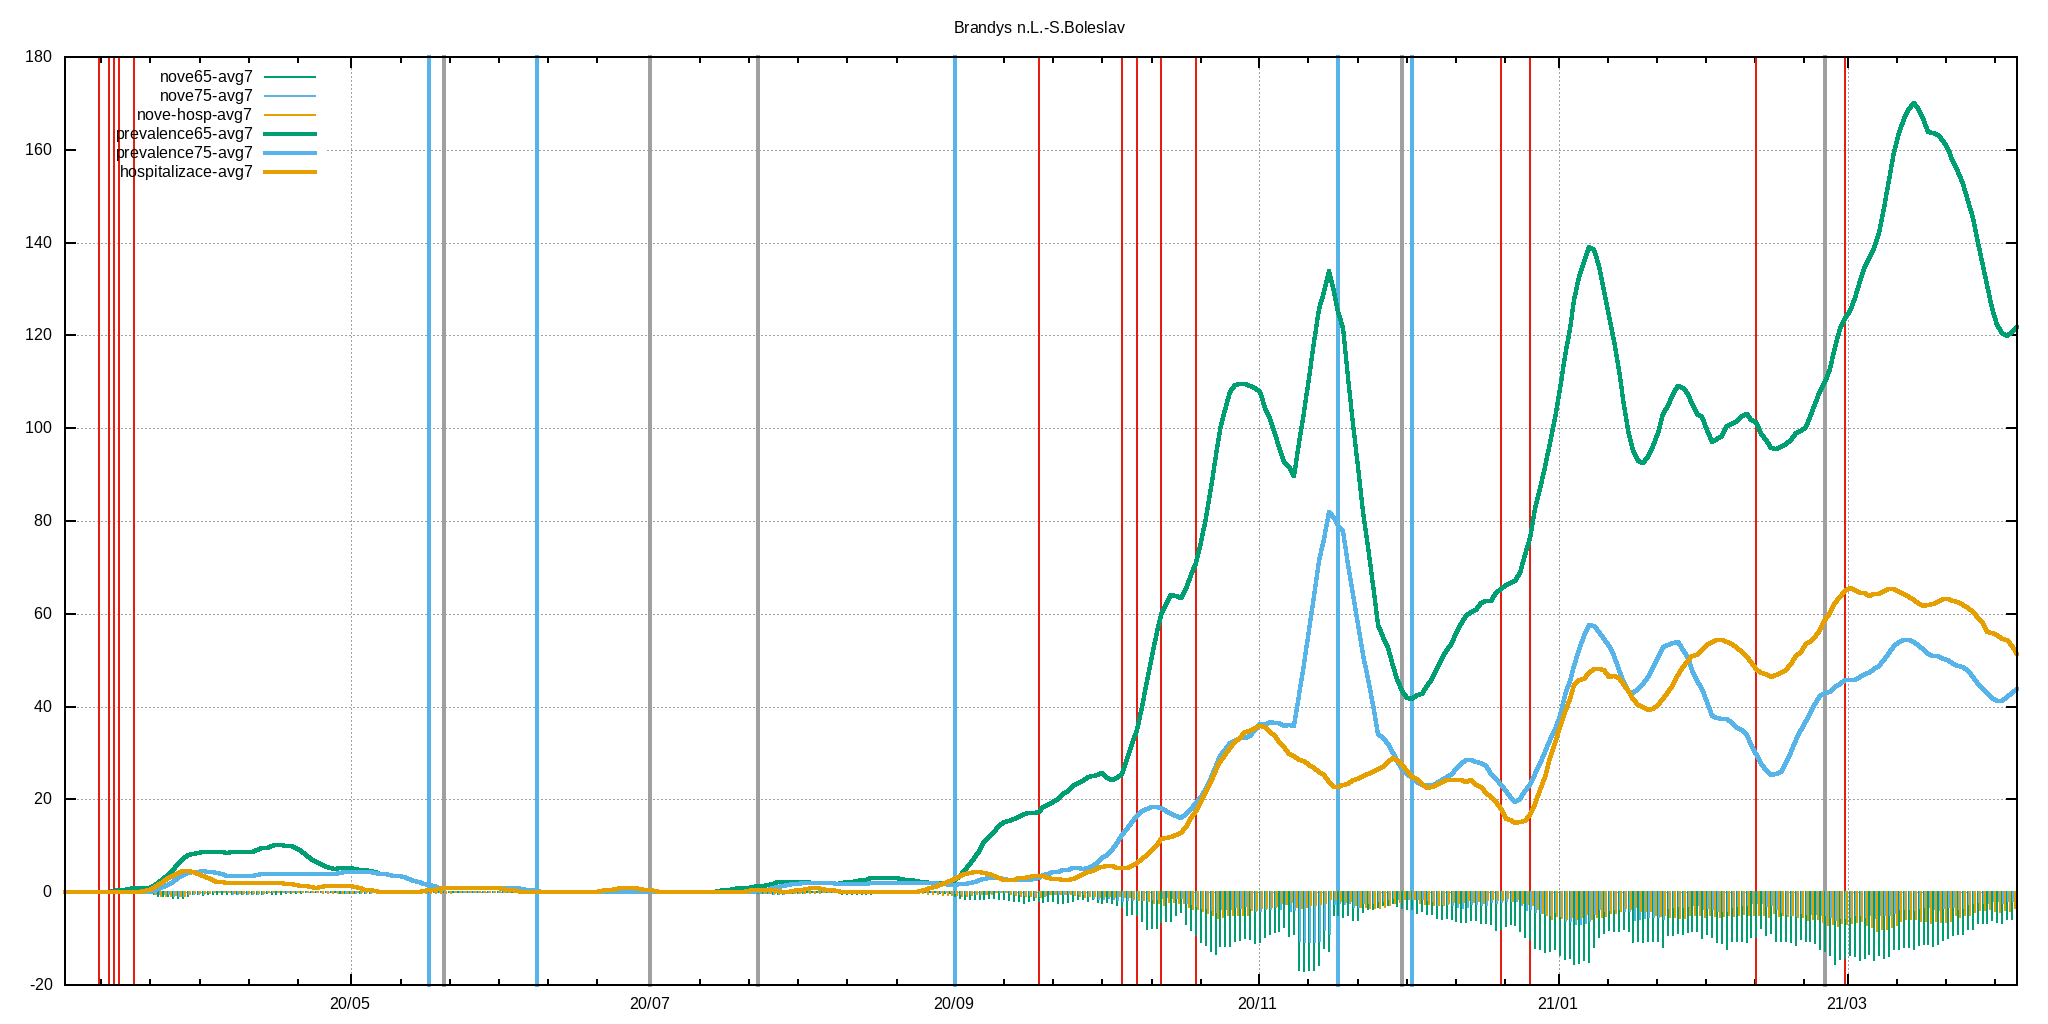 Brandys n.L.-S.Boleslav
180
160
140
120
100
80
60
40
20
0
-20
nove65-avg7
nove75-avg7
nove-hosp-avg7
prevalence65-avg7
prevalence75-avg7
hospitalizace-avg7
20/05 20/07 20/09 20/11 21/01 21/03